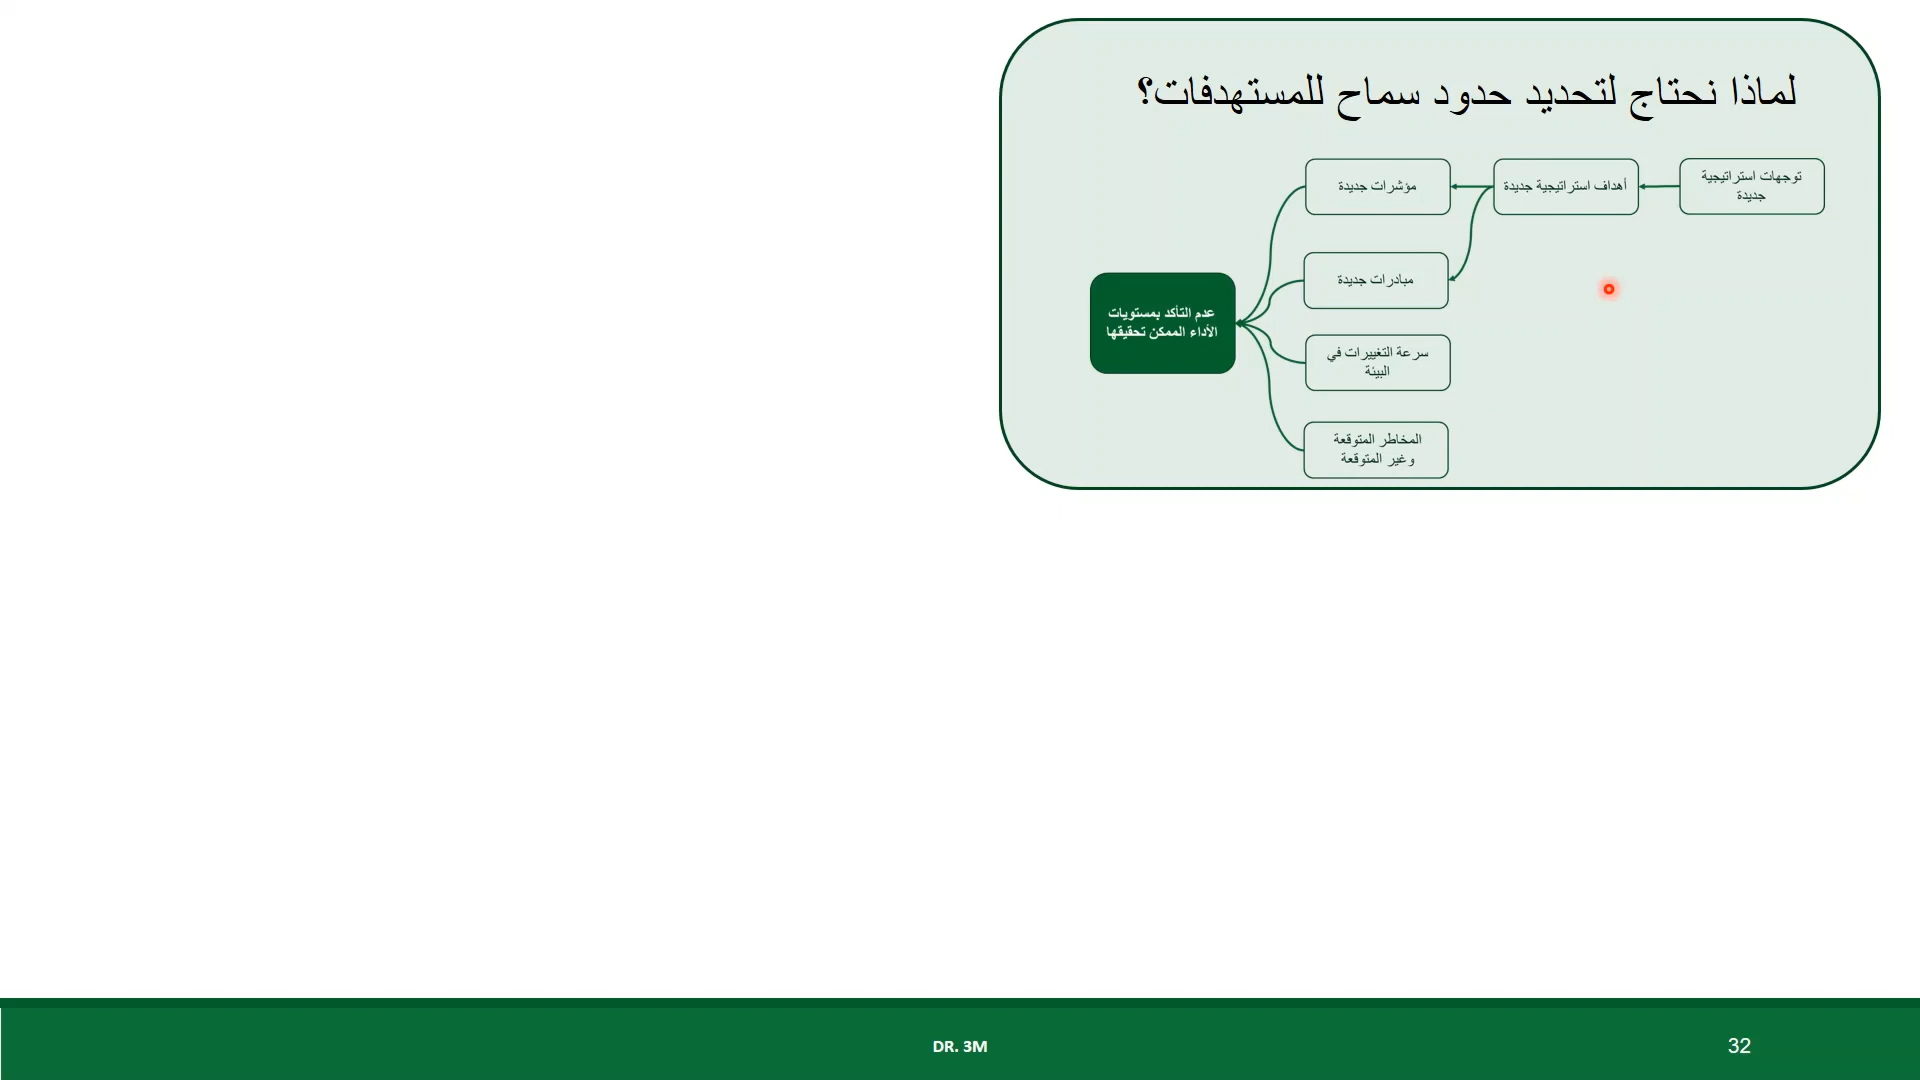 لماذا نحتاج لتحديد حدود سماح للمستهدفات؟
توجهات استراتيجية
جديدة
أهداف استراتيجية جديدة
مؤشرات جديدة
مبادرات جديدة
سرعة التغييرات في
البيئة
المخاطر المتوقعة
وغير المتوقعة
عدم التأكد بمستويات
الأداء الممكن تحقيقها
DR. 3M
32